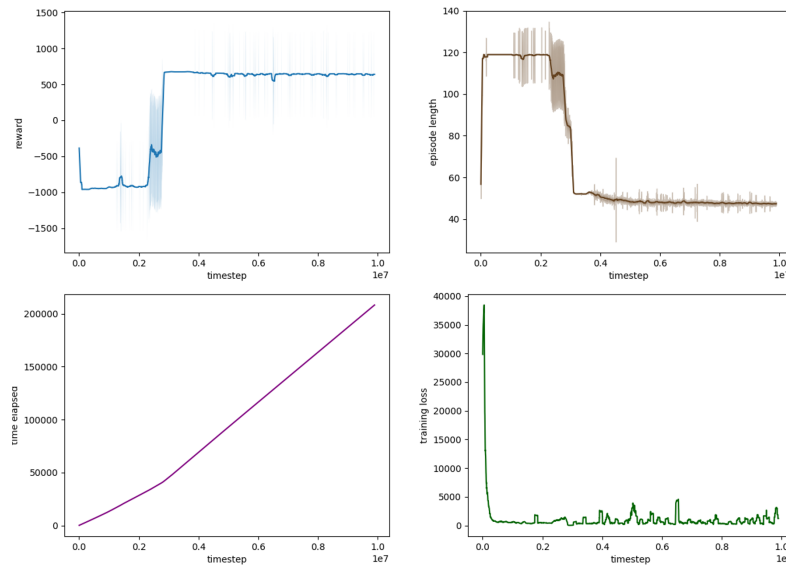 1500
1000
500
0
−500
−1000
−1500
reward
0.0 0.2 0.4 0.6 0.8 1.0
timestep
1e7
140
120
100
80
60
40
episode length
0.0 0.2 0.4 0.6 0.8 1.0
timestep
1e7
200000
150000
100000
50000
0
time elapsed
0.0 0.2 0.4 0.6 0.8 1.0
timestep
1e7
40000
35000
30000
25000
20000
15000
10000
5000
0
training loss
0.0 0.2 0.4 0.6 0.8 1.0
timestep
1e7